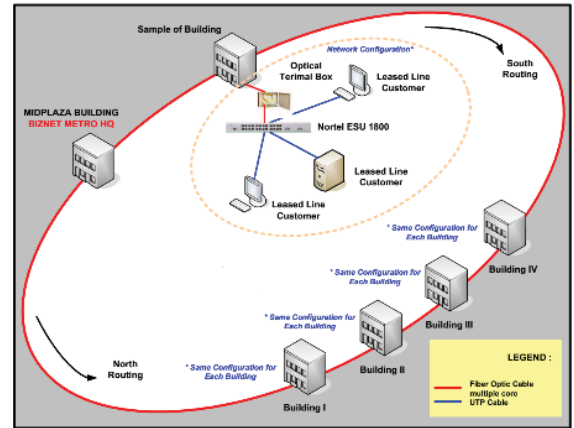 Sample of Building
Network Configuration*
South
Routing
Optical
Terimal Box
Leased Line
Customer
MIDPLAZA BUILDING
BIZNET METRO HQ
Nortel ESU 1800
Leased Line
Customer
Leased Line
Customer
* Same Configuration for
Each Building
Building IV
* Same Configuration for
Each Building
Building III
* Same Configuration for
Each Building
Building II
North
Routing
* Same Configuration for
Each Building
Building I
LEGEND :
Fiber Optic Cable
multiple core
UTP Cable